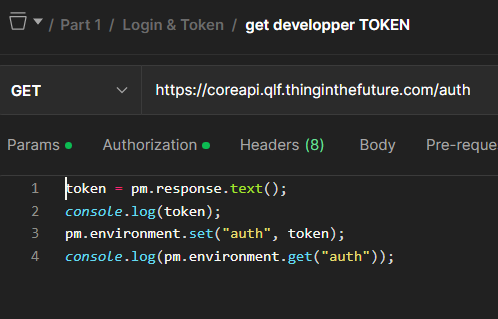 / Part 1 / Login & Token / get developper TOKEN
GET https://coreapi.qlf.thinginthefuture.com/auth
Params Authorization Headers (8) Body Pre-reque
1 token = pm.response.text();
2 console.log(token);
3 pm.environment.set("auth", token);
4 console.log(pm.environment.get("auth"));